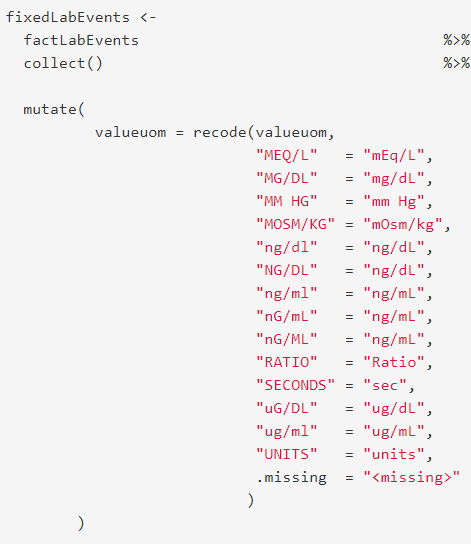 fixedLabEvents <-
  factLabEvents                                   %>%
  collect()                                       %>%
  mutate(
          valueuom = recode(valueuom,
                            "MEQ/L"   = "mEq/L",
                            "MG/DL"   = "mg/dL",
                            "MM HG"   = "mm Hg",
                            "MOSM/KG" = "mOsm/kg",
                            "ng/dl"   = "ng/dL",
                            "NG/DL"   = "ng/dL",
                            "ng/ml"   = "ng/mL",
                            "nG/mL"   = "ng/mL",
                            "nG/ML"   = "ng/mL",
                            "RATIO"   = "Ratio",
                            "SECONDS" = "sec",
                            "uG/DL"   = "ug/dL",
                            "ug/ml"   = "ug/mL",
                            "UNITS"   = "units",
                            .missing  = "<missing>"
                           )
        )